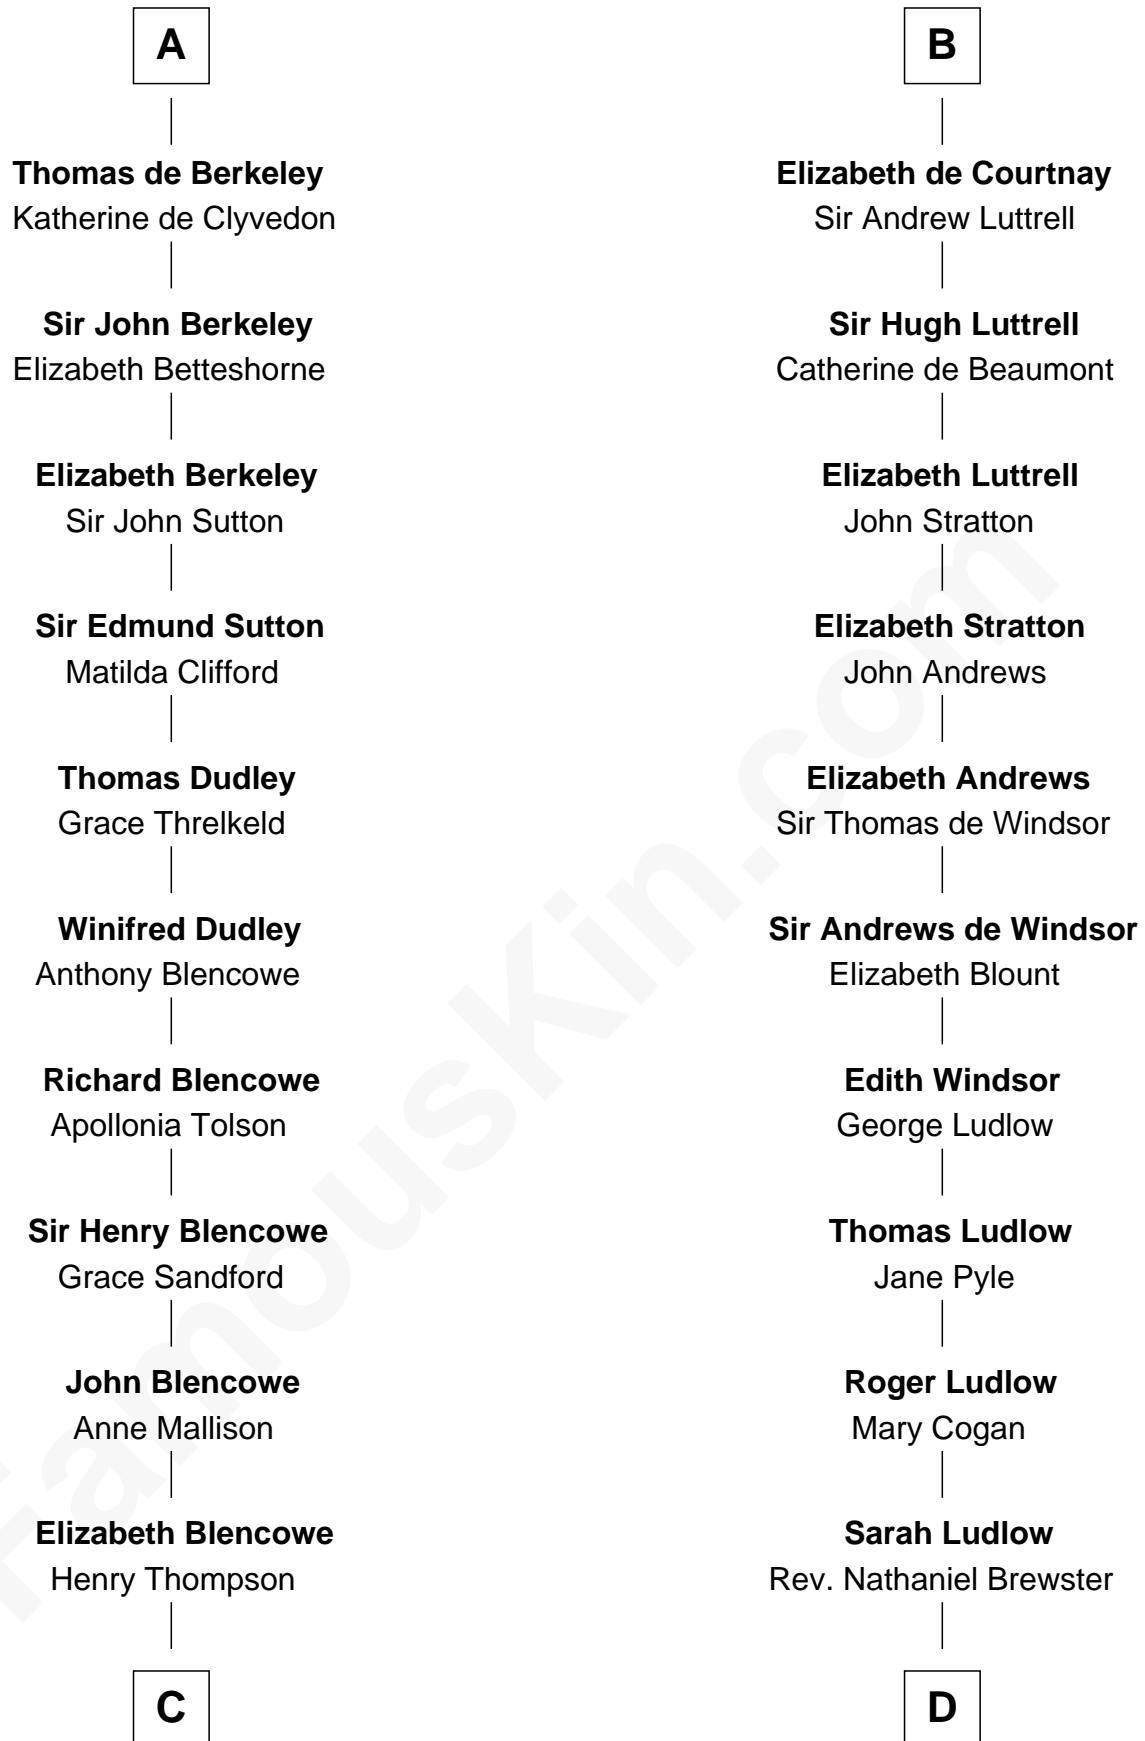 A
Thomas de Berkeley
Katherine de Clyvedon
Sir John Berkeley
Elizabeth Betteshorne
Elizabeth Berkeley
Sir John Sutton
Sir Edmund Sutton
Matilda Clifford
Thomas Dudley
Grace Threlkeld
Winifred Dudley
Anthony Blencowe
Richard Blencowe
Apollonia Tolson
Sir Henry Blencowe
Grace Sandford
John Blencowe
Anne Mallison
Elizabeth Blencowe
Henry Thompson
C
B
Elizabeth de Courtnay
Sir Andrew Luttrell
Sir Hugh Luttrell
Catherine de Beaumont
Elizabeth Luttrell
John Stratton
Elizabeth Stratton
John Andrews
Elizabeth Andrews
Sir Thomas de Windsor
Sir Andrews de Windsor
Elizabeth Blount
Edith Windsor
George Ludlow
Thomas Ludlow
Jane Pyle
Roger Ludlow
Mary Cogan
Sarah Ludlow
Rev. Nathaniel Brewster
D
FamousKin.com